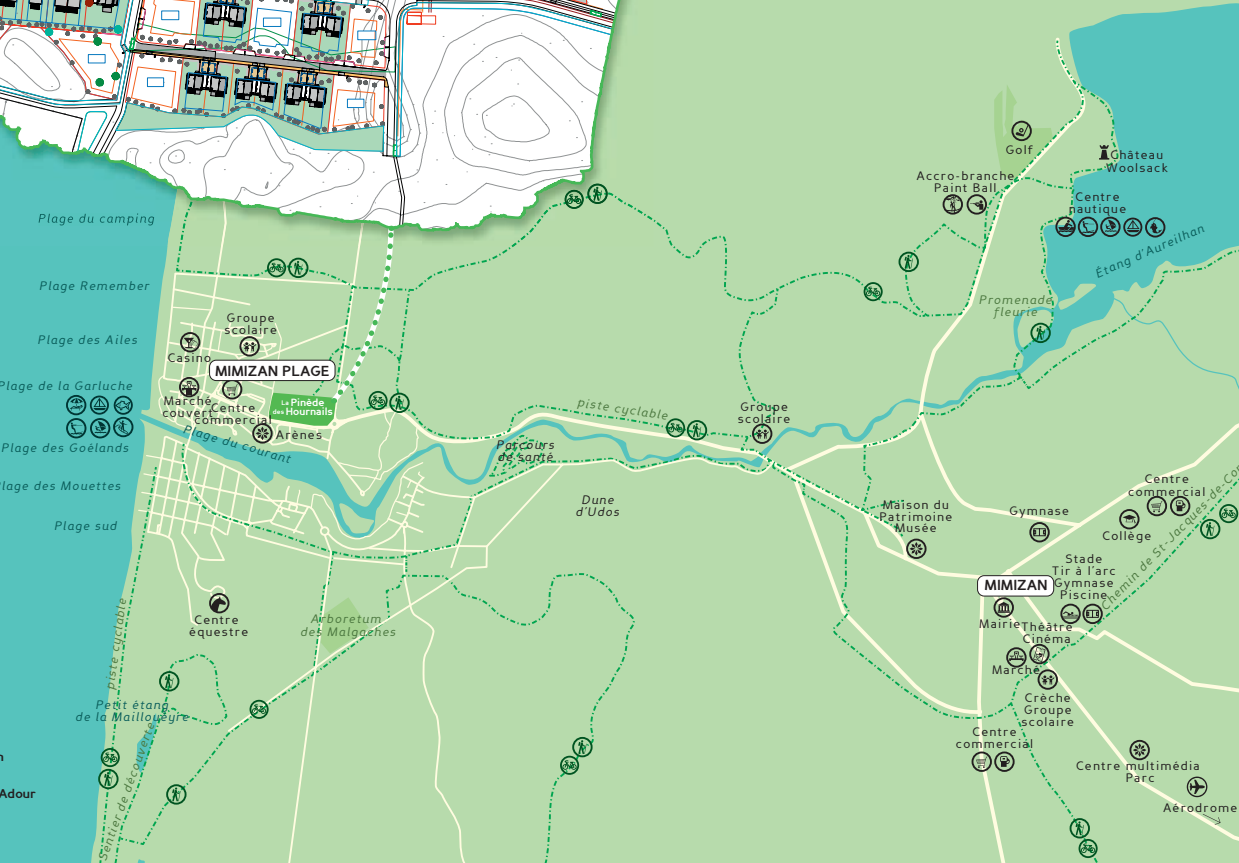 Golf
Château
Woolsack
Accro-branche
Paint Ball
Centre
nautique
Étang d'Aureilhan
Promenade
fleurie
Plage du camping
Plage Remember
Plage des Ailes
Plage de la Garluche
Plage des Goélands
lage des Mouettes
Plage sud
Groupe
scolaire
Casino
MIMIZAN PLAGE
Marché
couvert
Centre
commercial
La Pinède
des Hournails
Arènes
Plage du courant
Piste cyclable
Parcours
de santé
Groupe
scolaire
Dune
d'Udos
Maison du
Patrimoine
Musée
Gymnase
Centre
commercial
Collège
Chemin de St-Jacques-de-Co
Stade
Tir à l'arc
Gymnase
Piscine
MIMIZAN
Mairie
Théâtre
Cinéma
Marché
Crèche
Groupe
scolaire
Centre
commercial
Centre multimédia
Parc
Aérodrome
Centre
équestre
Arboretum
des Malgaches
piste cyclable
Petit étang
de la Mailloueyre
Sentier de découverte
n
Adour